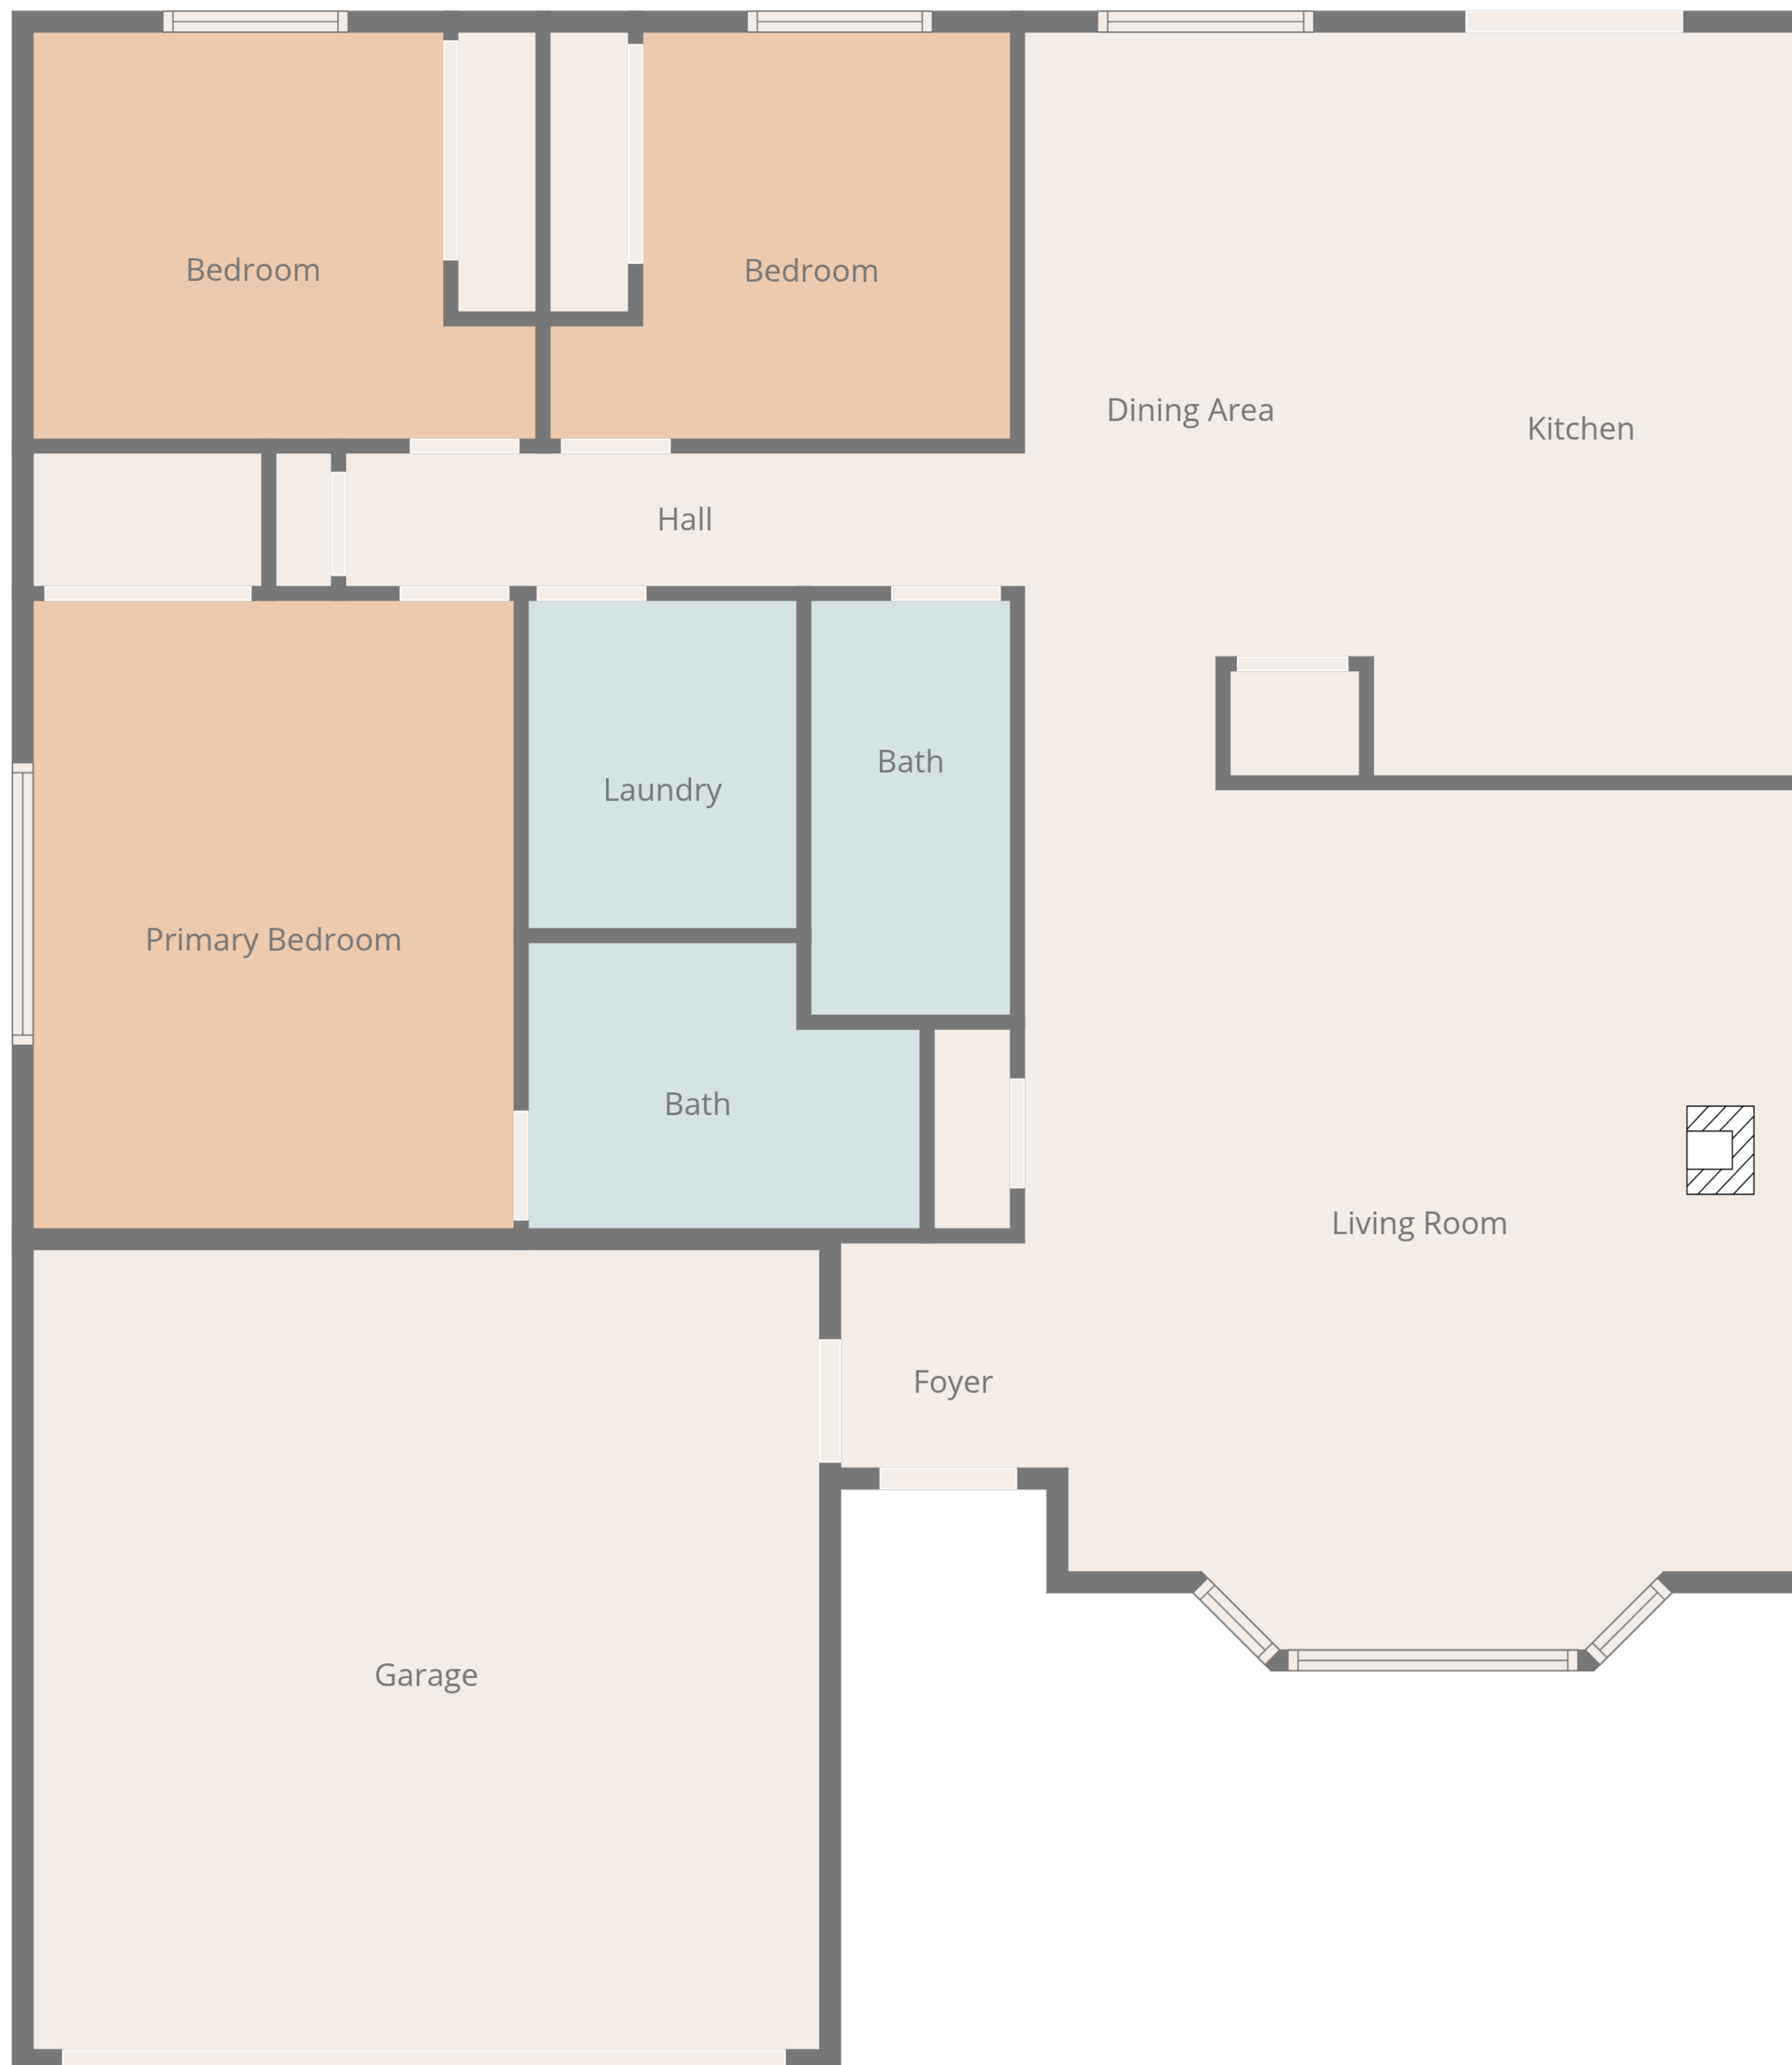 Bedroom
Bedroom
Dining Area
Kitchen
Hall
Bath
Laundry
Primary Bedroom
Bath
Living Room
Foyer
Garage